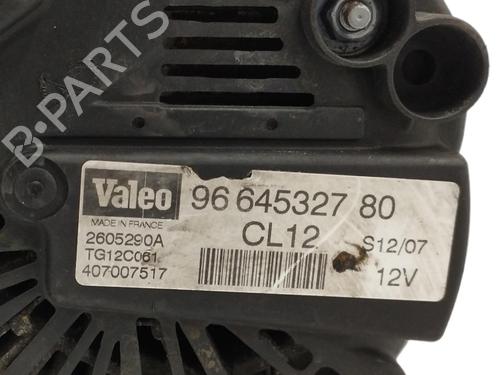 B-PARTS
Valeo 96 645327 80
MADE IN FRANCE
CL12 S12/07
2605290A
TG12C061
407007517
12V